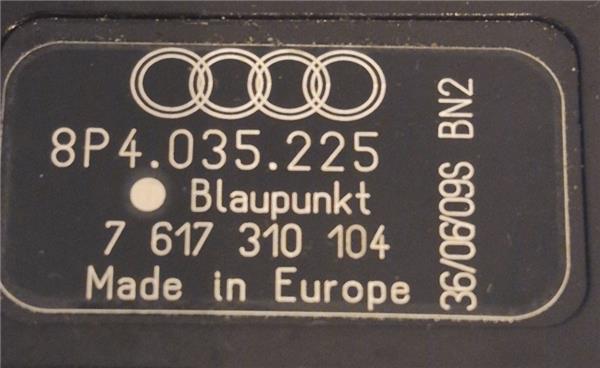 8P4.035.225
Blaupunkt
7 617 310 104
Made in Europe
36/06/09S BN2